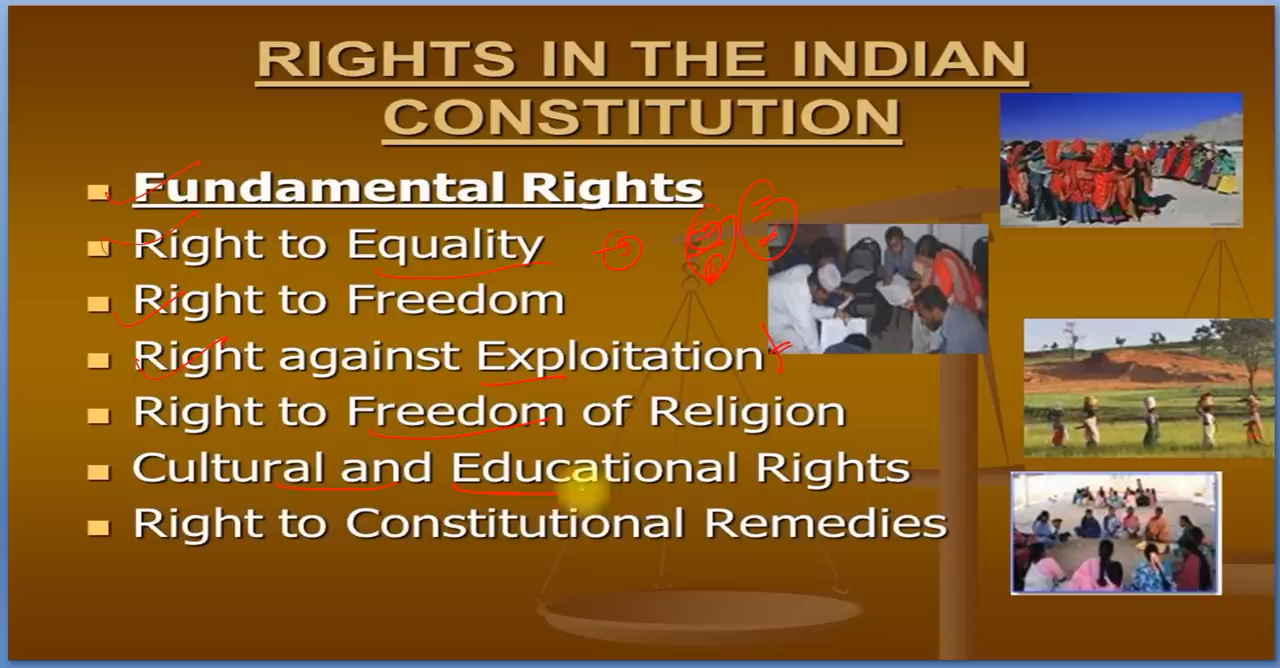 RIGHTS IN THE INDIAN
CONSTITUTION
Fundamental Rights
Right to Equality
Right to Freedom
Right against Exploitation
Right to Freedom of Religion
Cultural and Educational Rights
Right to Constitutional Remedies